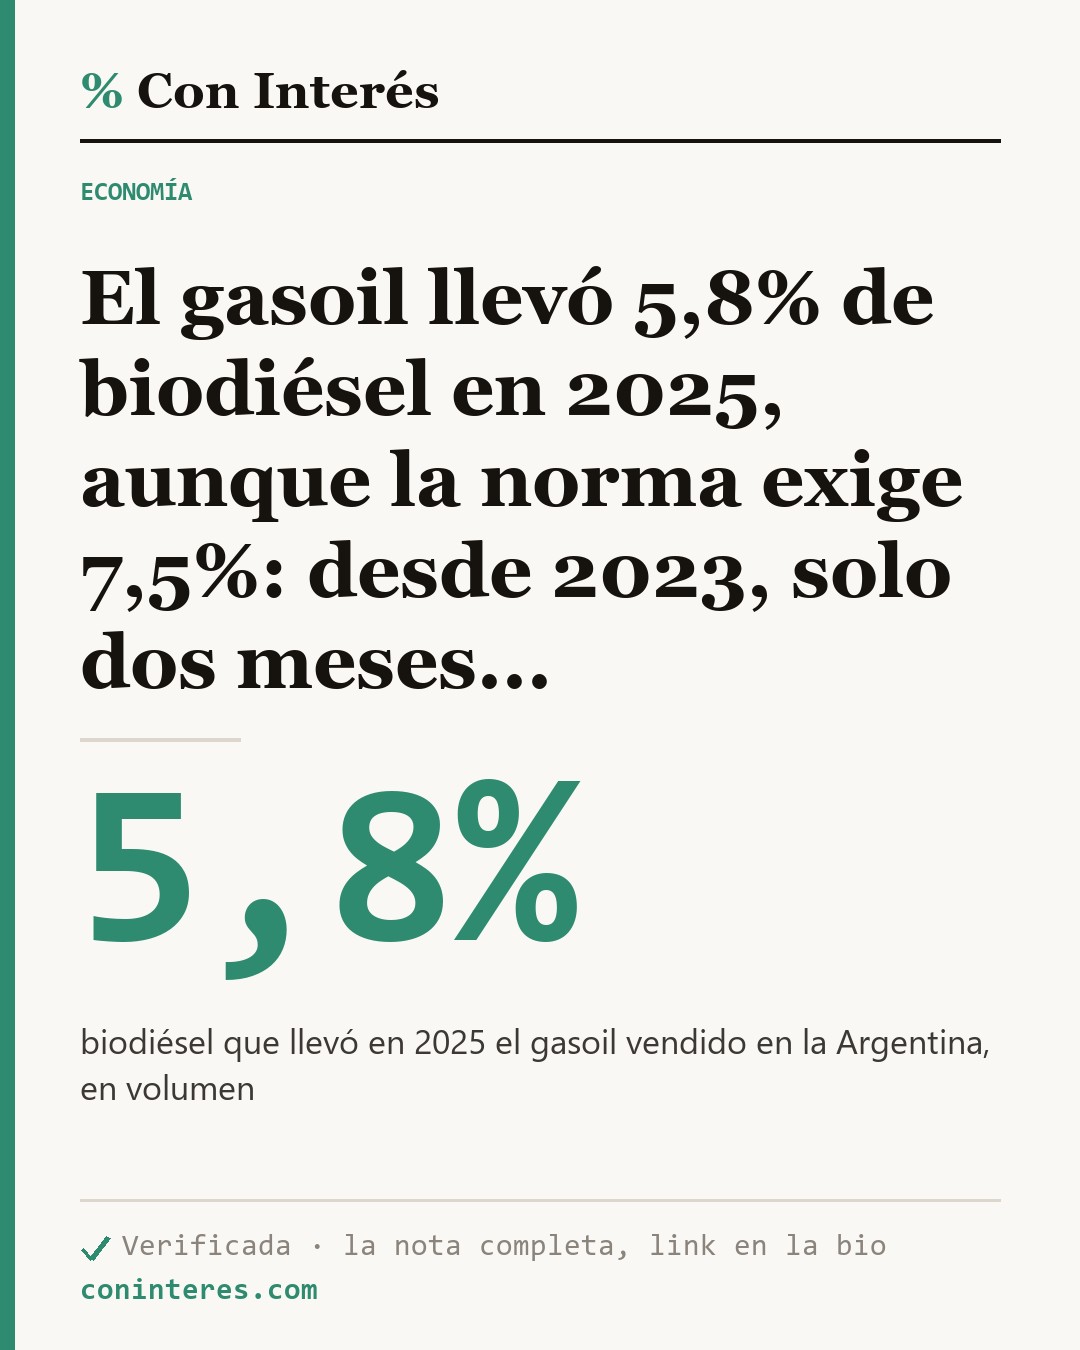 % Con Interés
ECONOMÍA
El gasoil llevó 5,8% de
biodiésel en 2025,
aunque la norma exige
7,5%: desde 2023, solo
dos meses...
5,8%
biodiésel que llevó en 2025 el gasoil vendido en la Argentina,
en volumen
Verificada · la nota completa, link en la bio
coninteres.com